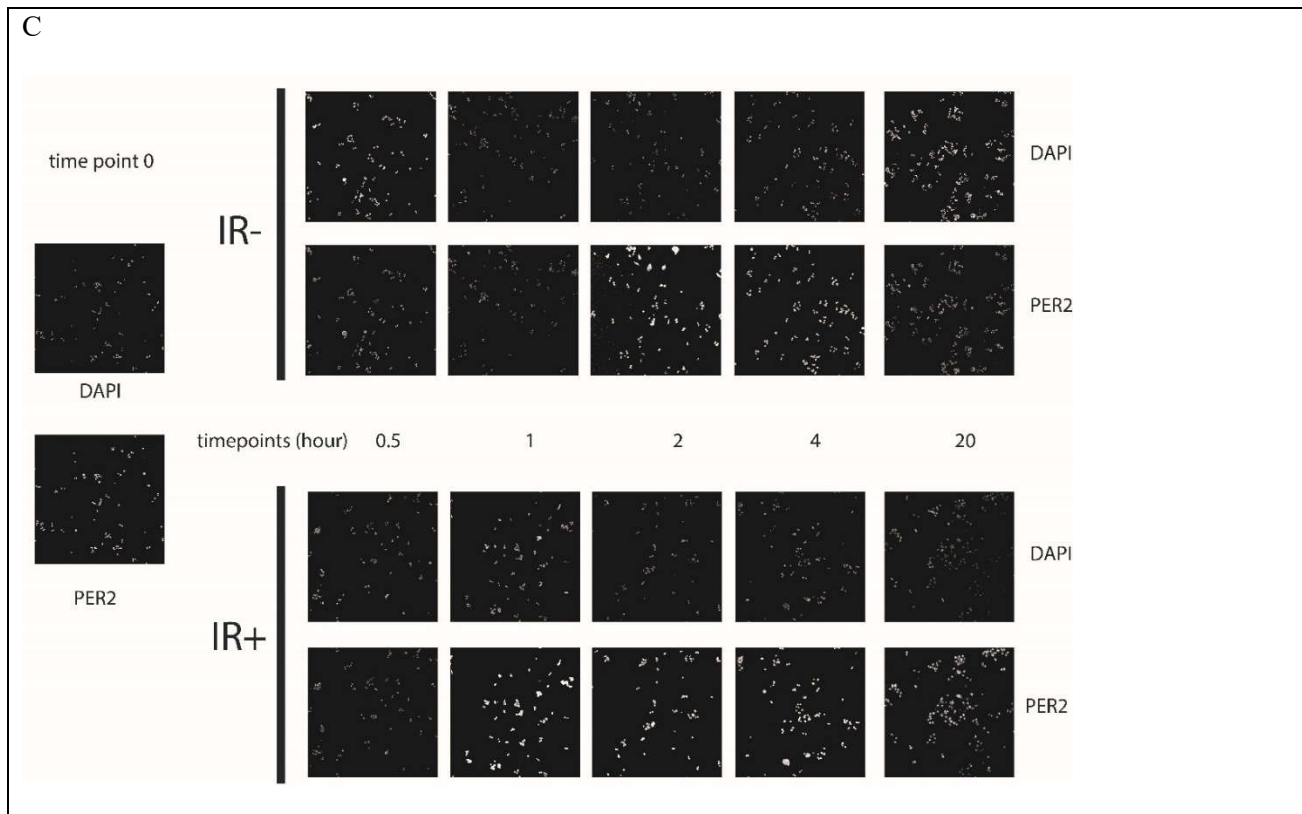 C
time point 0
DAPI
PER2
IR-
DAPI
PER2
timepoints (hour) 0.5 1 2 4 20
IR+
DAPI
PER2